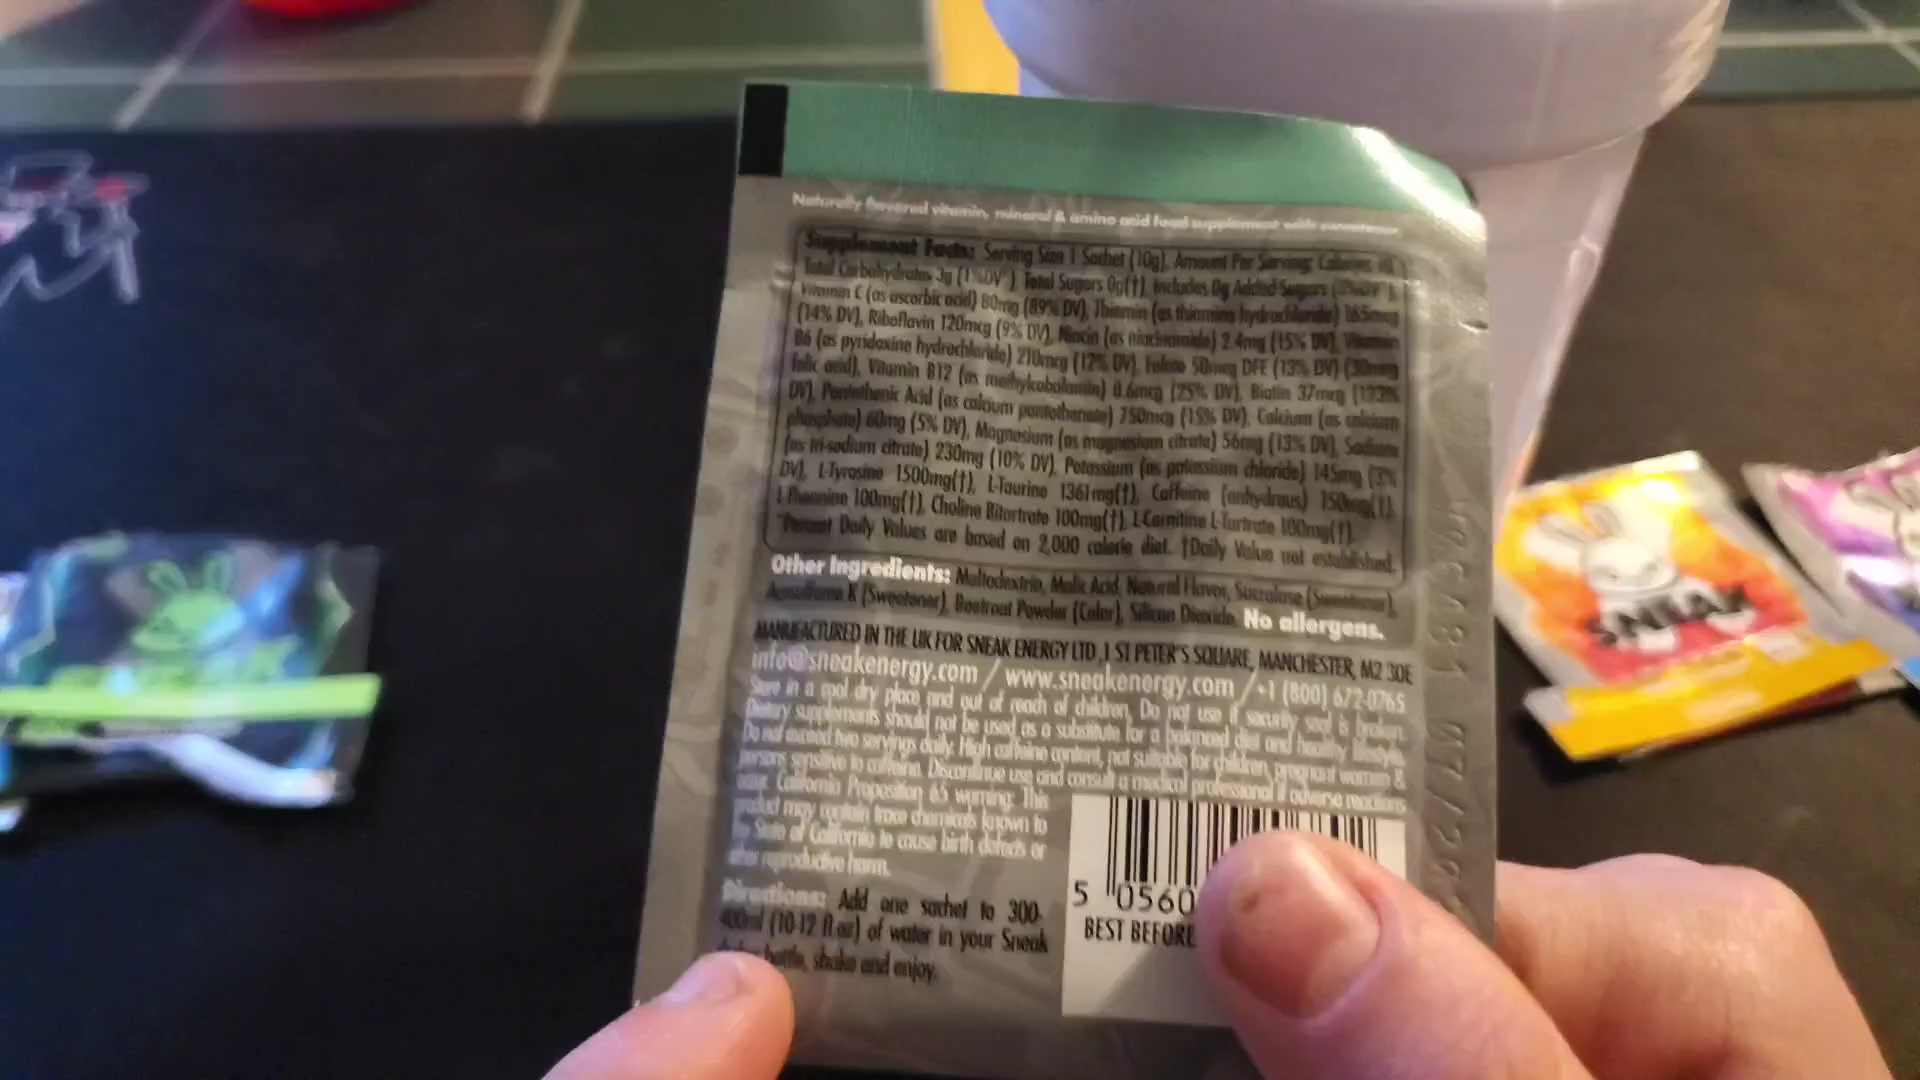 Naturally flavored vitamin, mineral & amino acid food supplement with sweetener
Supplement Facts: Serving Size 1 Sachet (10g), Amount Per Serving: Calories
Total Carbohydrates 3g (1%DV*), Total Sugars 0g(†), Includes 0g Added Sugars
Vitamin C (as ascorbic acid) 80mg (89% DV), Thiamin (as thiamine hydrochloride) 165mcg
(14% DV), Riboflavin 120mcg (9% DV), Niacin (as niacinamide) 2.4mg (15% DV), Vitamin
B6 (as pyridoxine hydrochloride) 210mcg (12% DV), Folate 50mcg DFE (13% DV) (30mcg
folic acid), Vitamin B12 (as methylcobalamin) 0.6mcg (25% DV), Biotin 37mcg (123%
DV), Pantothenic Acid (as calcium pantothenate) 750mcg (15% DV), Calcium (as calcium
phosphate) 60mg (5% DV), Magnesium (as magnesium citrate) 56mg (13% DV), Sodium
(as tri-sodium citrate) 230mg (10% DV), Potassium (as potassium chloride) 145mg (3%
DV), L-Tyrosine 1500mg(†), L-Taurine 1361mg(†), Caffeine (anhydrous) 150mg(†),
L-Theanine 100mg(†), Choline Bitartrate 100mg(†), L-Carnitine L-Tartrate 100mg(†).
*Percent Daily Values are based on 2,000 calorie diet. †Daily Value not established.
Other Ingredients: Maltodextrin, Malic Acid, Natural Flavor, Sucralose (Sweetener),
Acesulfame K (Sweetener), Beetroot Powder (Color), Silicon Dioxide. No allergens.
MANUFACTURED IN THE UK FOR SNEAK ENERGY LTD, 1 ST PETER'S SQUARE, MANCHESTER, M2 3DE
info@sneakenergy.com / www.sneakenergy.com / +1 (800) 672-0765
Store in a cool dry place and out of reach of children. Do not use if security seal is broken.
Dietary supplements should not be used as a substitute for a balanced diet and healthy lifestyle.
Do not exceed two servings daily. High caffeine content, not suitable for children, pregnant women &
persons sensitive to caffeine. Discontinue use and consult a medical professional if adverse reactions
occur. California Proposition 65 warning: This
product may contain trace chemicals known to
by State of California to cause birth defects or
other reproductive harm.
Directions: Add one sachet to 300-
400ml (10-12 fl oz) of water in your Sneak
bottle, shake and enjoy.
5 0560
BEST BEFORE
SNEAK